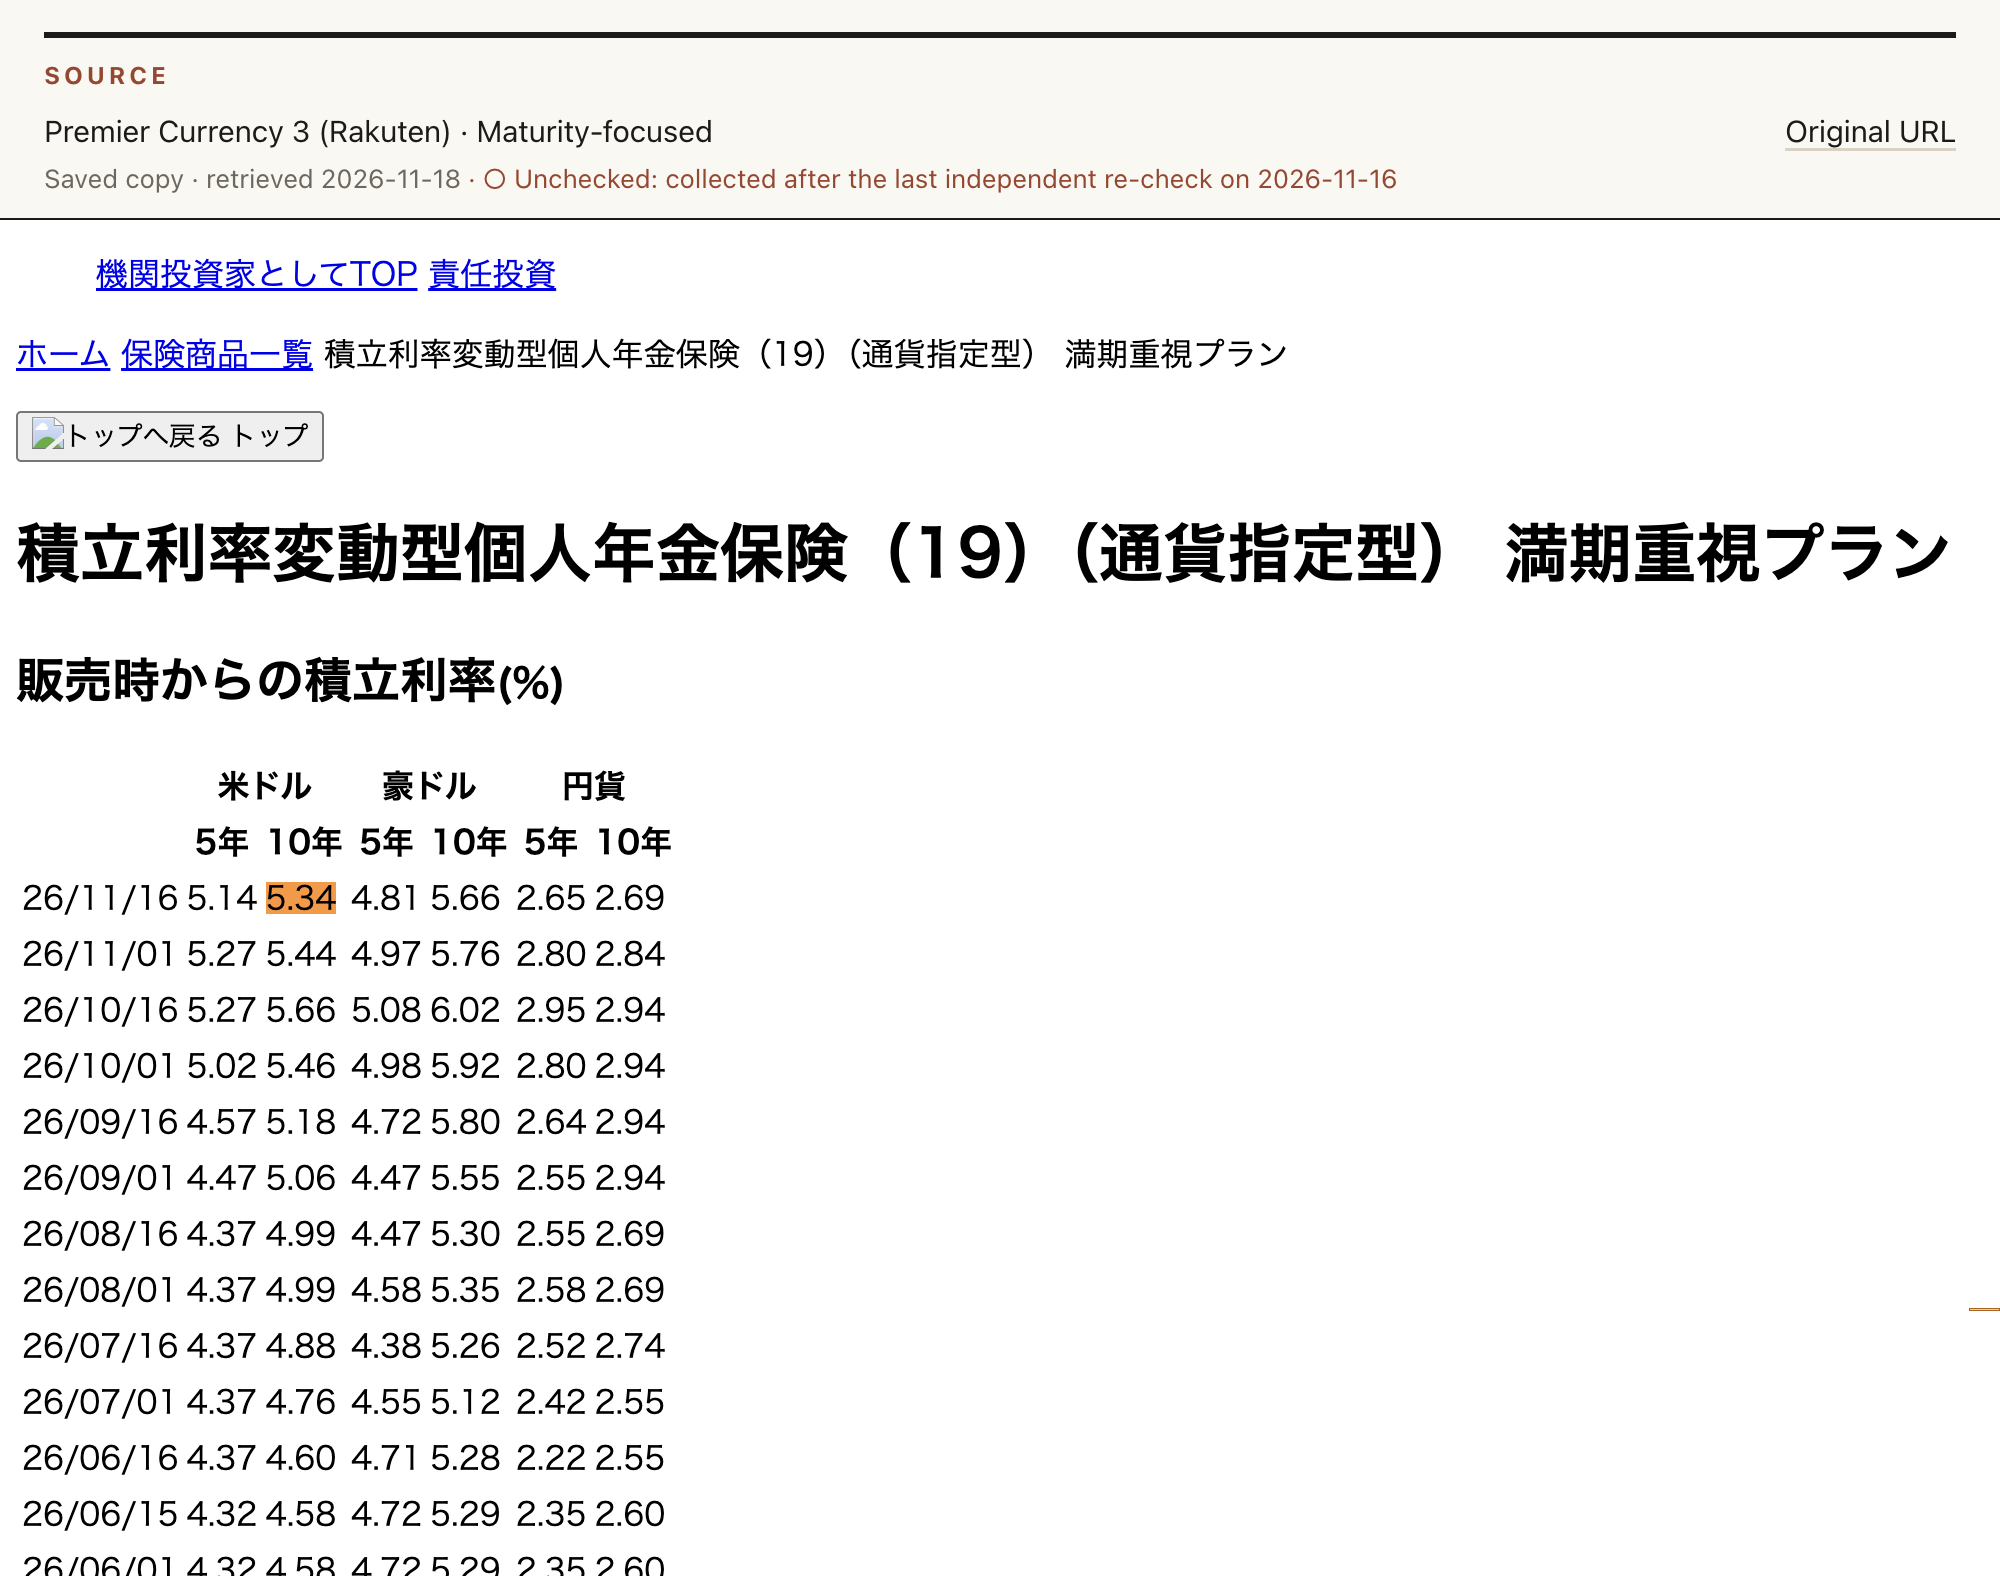 SOURCE
Premier Currency 3 (Rakuten) · Maturity-focused
Original URL
Saved copy · retrieved 2026-11-18 · ○ Unchecked: collected after the last independent re-check on 2026-11-16
機関投資家としてTOP 責任投資
ホーム 保険商品一覧 積立利率変動型個人年金保険（19）（通貨指定型） 満期重視プラン
トップへ戻る トップ
積立利率変動型個人年金保険（19）（通貨指定型） 満期重視プラン
販売時からの積立利率(%)
米ドル 豪ドル 円貨
5年 10年 5年 10年 5年 10年
26/11/16 5.14 5.34 4.81 5.66 2.65 2.69
26/11/01 5.27 5.44 4.97 5.76 2.80 2.84
26/10/16 5.27 5.66 5.08 6.02 2.95 2.94
26/10/01 5.02 5.46 4.98 5.92 2.80 2.94
26/09/16 4.57 5.18 4.72 5.80 2.64 2.94
26/09/01 4.47 5.06 4.47 5.55 2.55 2.94
26/08/16 4.37 4.99 4.47 5.30 2.55 2.69
26/08/01 4.37 4.99 4.58 5.35 2.58 2.69
26/07/16 4.37 4.88 4.38 5.26 2.52 2.74
26/07/01 4.37 4.76 4.55 5.12 2.42 2.55
26/06/16 4.37 4.60 4.71 5.28 2.22 2.55
26/06/15 4.32 4.58 4.72 5.29 2.35 2.60
26/06/01 4.32 4.58 4.72 5.29 2.35 2.60